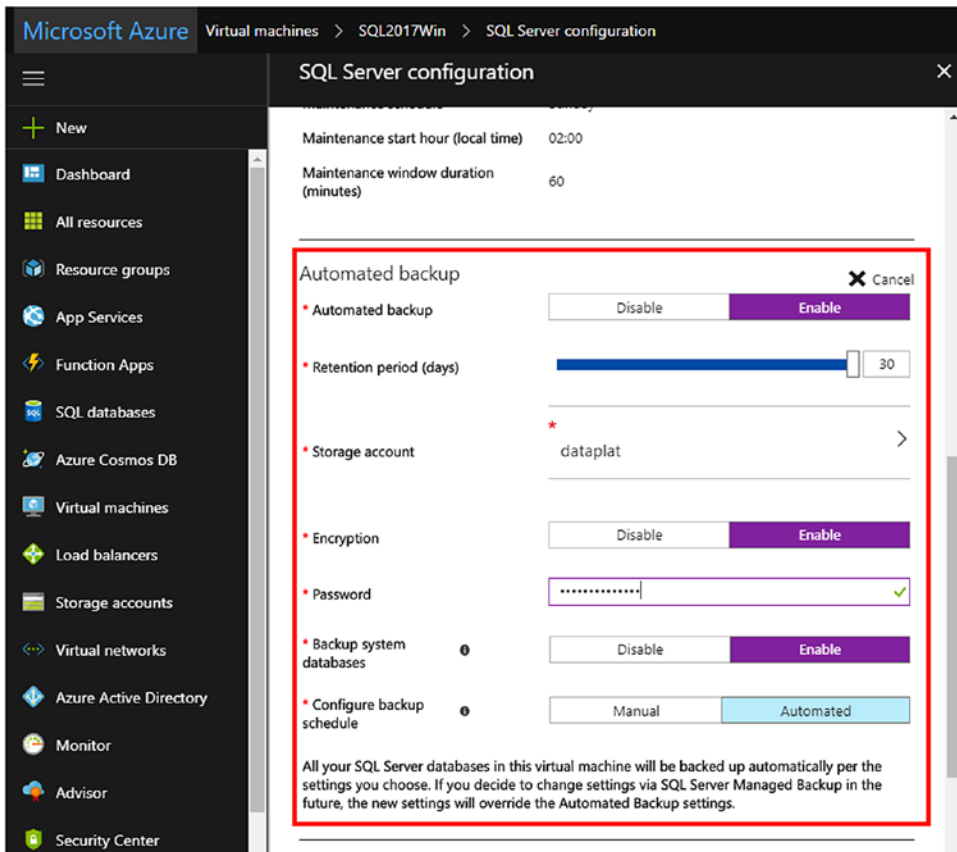 Microsoft Azure Virtual machines > SQL2017Win > SQL Server configuration
SQL Server configuration
New
Dashboard
All resources
Resource groups
App Services
Function Apps
SQL databases
Azure Cosmos DB
Virtual machines
Load balancers
Storage accounts
Virtual networks
Azure Active Directory
Monitor
Advisor
Security Center
Maintenance start hour (local time) 02:00
Maintenance window duration
(minutes) 60
Automated backup
Cancel
* Automated backup Disable Enable
* Retention period (days) 30
* Storage account * dataplat
* Encryption Disable Enable
* Password ••••••••••••••
* Backup system
databases Disable Enable
* Configure backup
schedule Manual Automated
All your SQL Server databases in this virtual machine will be backed up automatically per the
settings you choose. If you decide to change settings via SQL Server Managed Backup in the
future, the new settings will override the Automated Backup settings.